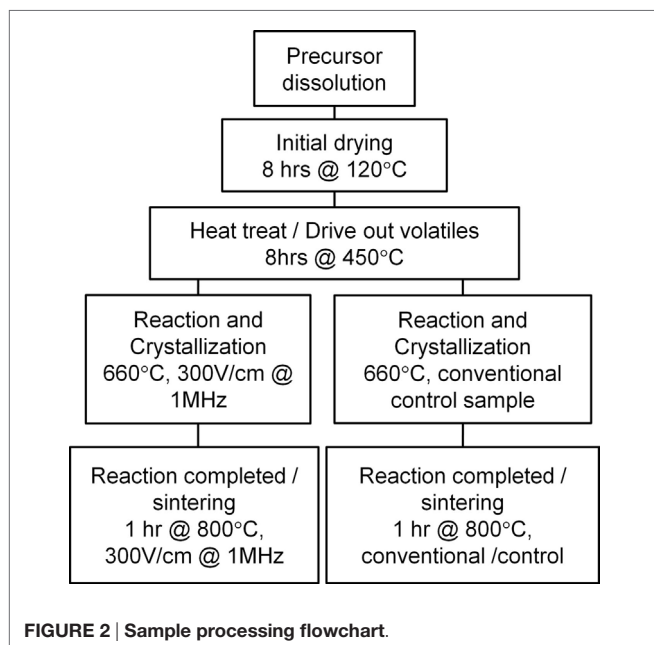 Precursor
dissolution
Initial drying
8 hrs @ 120°C
Heat treat / Drive out volatiles
8hrs @ 450°C
Reaction and
Crystallization
660°C, 300V/cm @
1MHz
Reaction and
Crystallization
660°C, conventional
control sample
Reaction completed /
sintering
1 hr @ 800°C,
300V/cm @ 1MHz
Reaction completed /
sintering
1 hr @ 800°C,
conventional /control
FIGURE 2 | Sample processing flowchart.